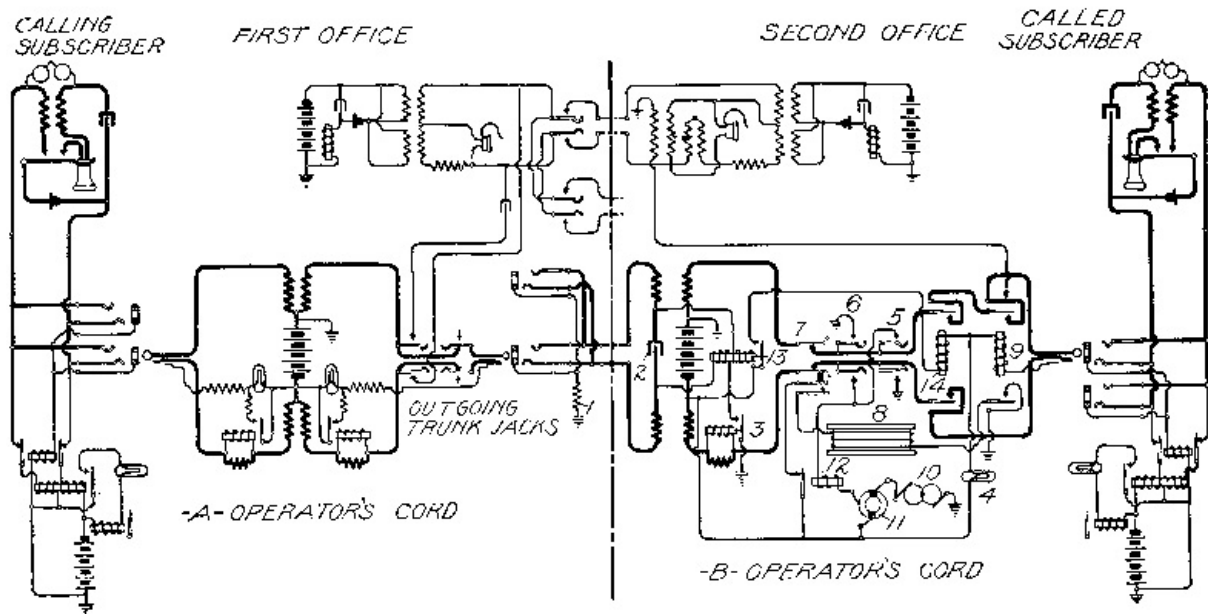 CALLING
SUBSCRIBER
FIRST OFFICE
SECOND OFFICE
CALLED
SUBSCRIBER
OUTGOING
TRUNK JACKS
1
2
3
4
5
6
7
8
9
10
11
12
13
14
-A-OPERATOR'S CORD
-B-OPERATOR'S CORD